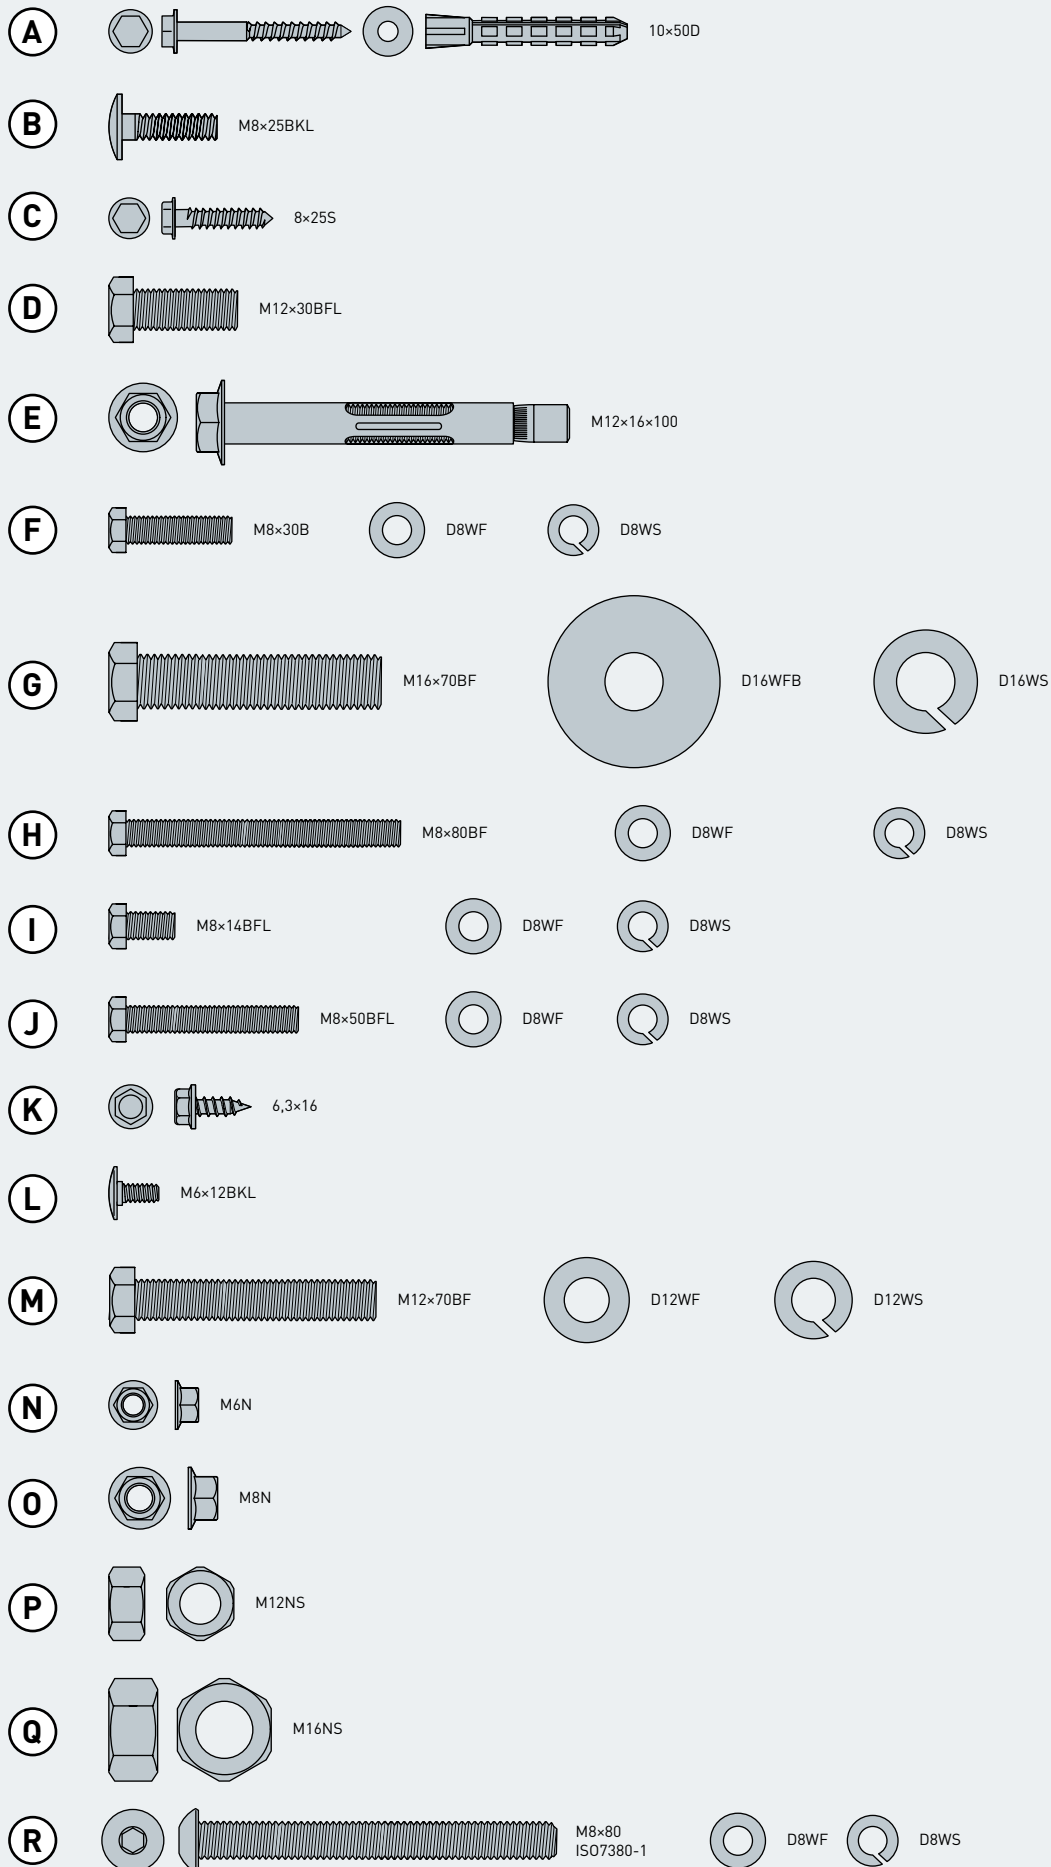 A 10×50D
B M8×25BKL
C 8×25S
D M12×30BFL
E M12×16×100
F M8×30B D8WF D8WS
G M16×70BF D16WFB D16WS
H M8×80BF D8WF D8WS
I M8×14BFL D8WF D8WS
J M8×50BFL D8WF D8WS
K 6,3×16
L M6×12BKL
M M12×70BF D12WF D12WS
N M6N
O M8N
P M12NS
Q M16NS
R M8×80 D8WF D8WS
ISO7380-1